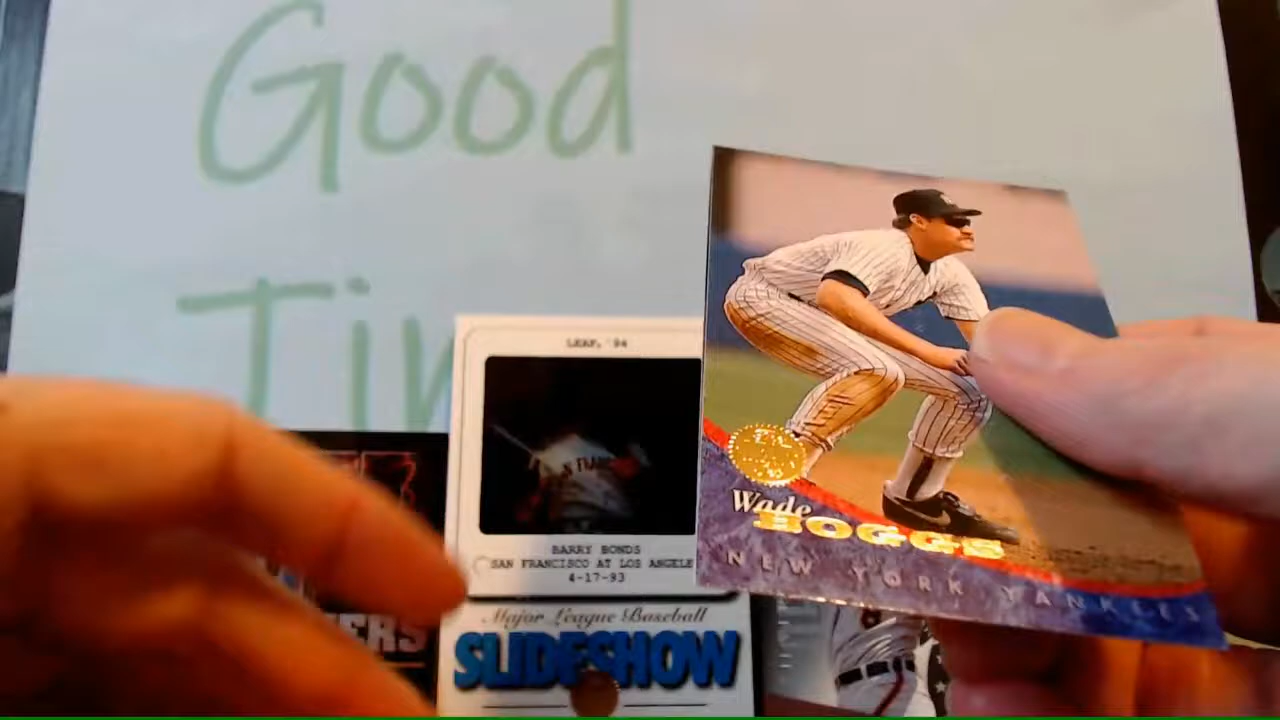 Good
LEAF, '94
BARRY BONDS
SAN FRANCISCO AT LOS ANGELE
4-17-93
Major League Baseball
SLIDESHOW
Wade
BOGGS
NEW YORK YANKEES